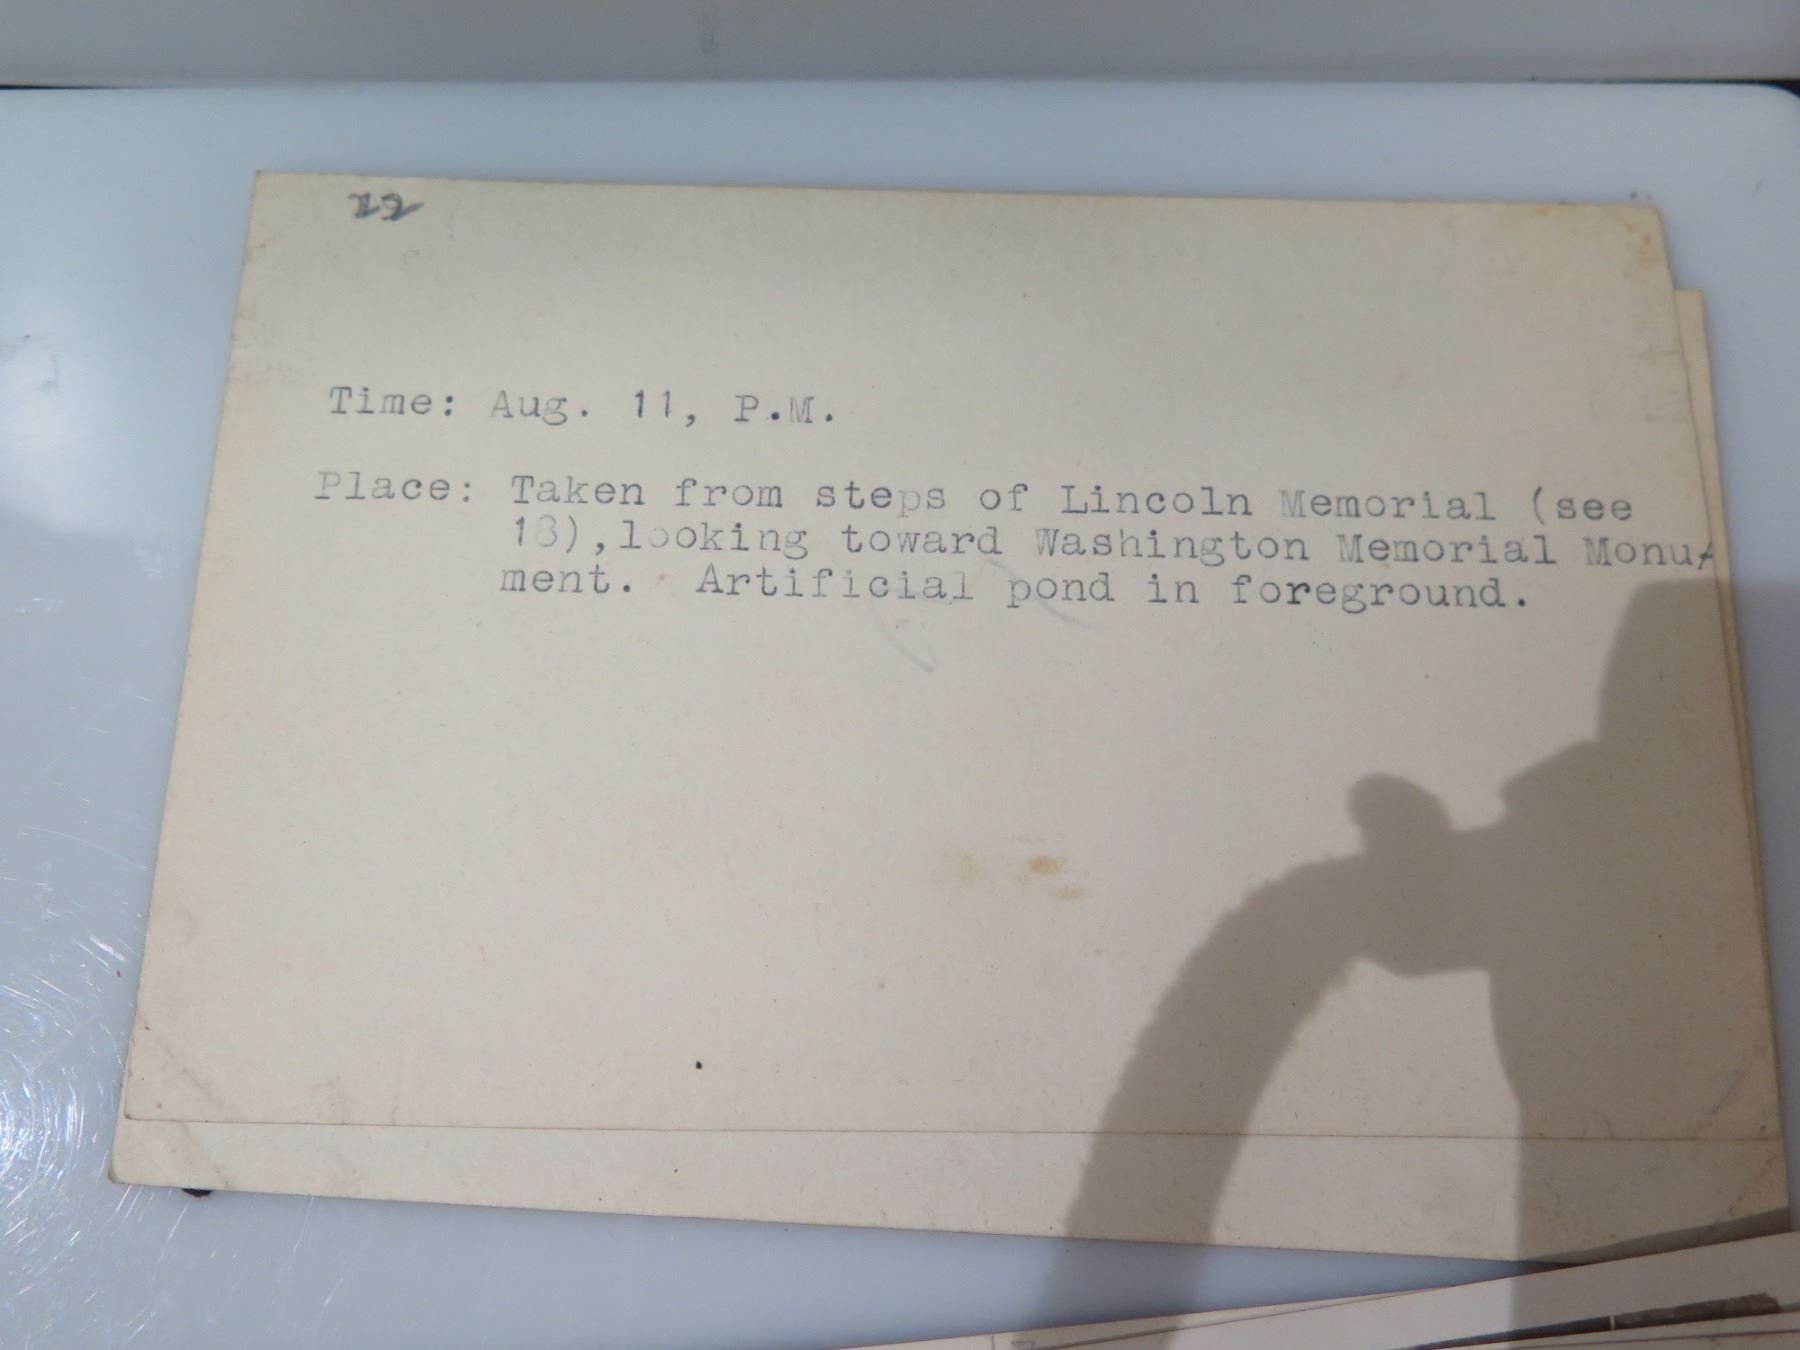 22
Time: Aug. 11, P.M.
Place: Taken from steps of Lincoln Memorial (see
18),looking toward Washington Memorial Monu-
ment. Artificial pond in foreground.